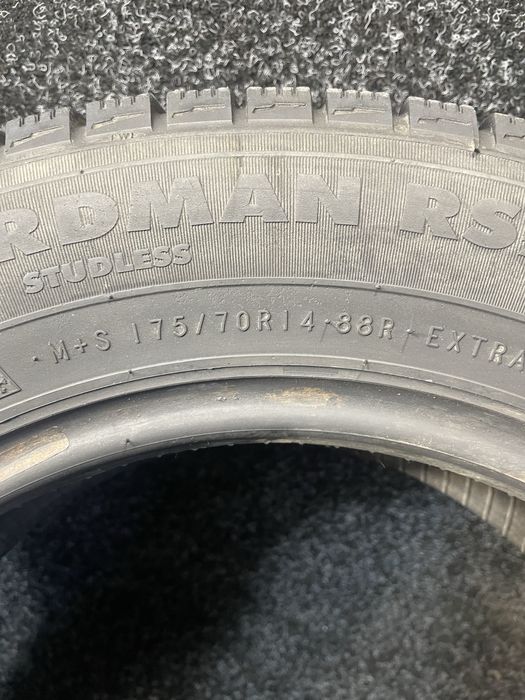 RDMAN RS
STUDLESS
M+S 175/70R14 88R EXTRA